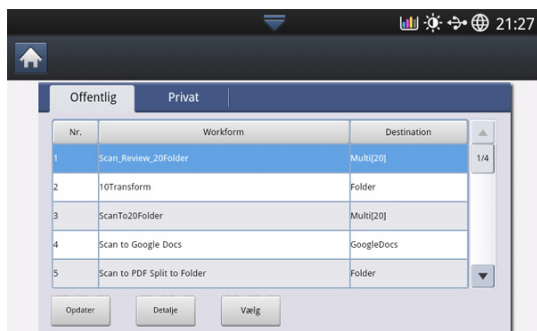 21:27
Offentlig Privat
Nr. Workform Destination
1 Scan_Review_20Folder Multi[20]
1/4
2 10Transform Folder
3 ScanTo20Folder Multi[20]
4 Scan to Google Docs GoogleDocs
5 Scan to PDF Split to Folder Folder
Opdater Detalje Vælg